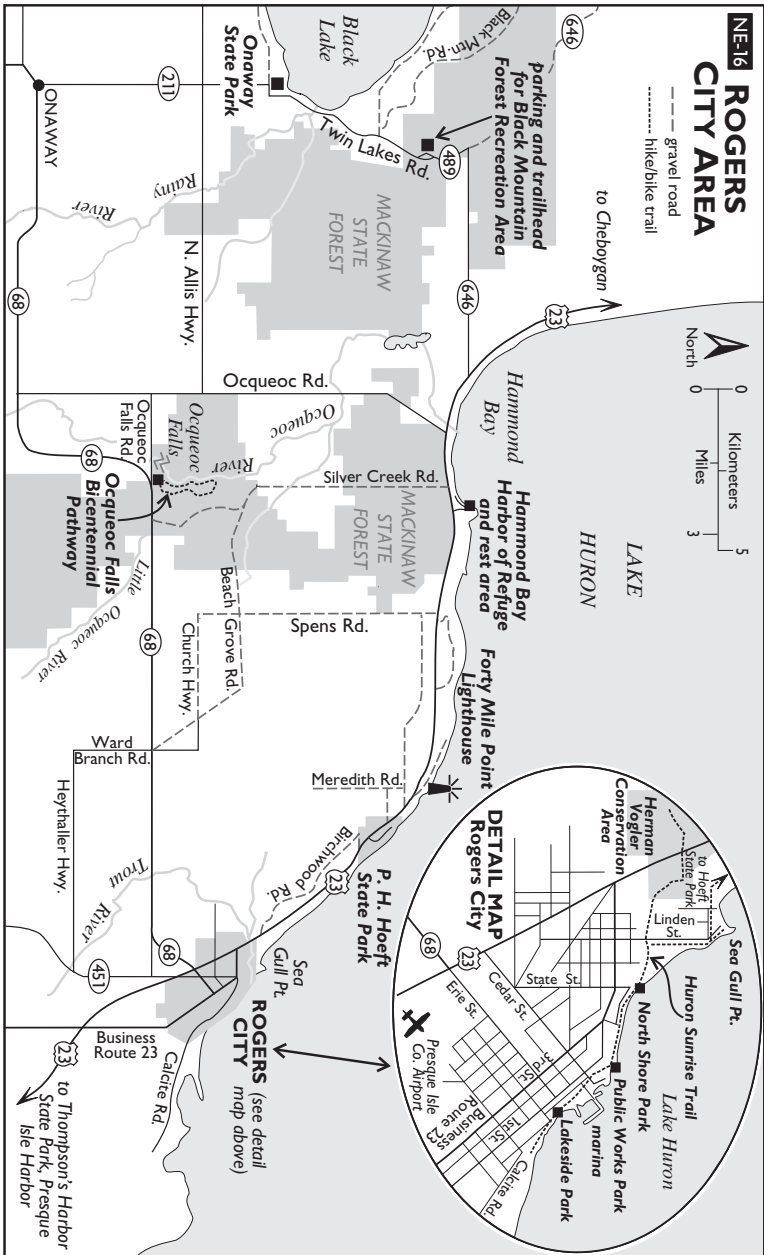 NE-16 ROGERS
CITY AREA
gravel road
hike/bike trail
North
0 Kilometers 5
0 Miles 3
to Cheboygan
23
LAKE
HURON
646
Black Mtn. Rd.
parking and trailhead
for Black Mountain
Forest Recreation Area
Black
Lake
Onaway
State Park
Twin Lakes Rd.
489
646
211
ONAWAY
Rainy
River
MACKINAW
STATE
FOREST
N. Allis Hwy.
68
Hammond
Bay
Hammond Bay
Harbor of Refuge
and rest area
Ocqueoc Rd.
Ocqueoc
River
Silver Creek Rd.
MACKINAW
STATE
FOREST
Ocqueoc
Falls
Ocqueoc
Falls Rd.
68
Ocqueoc Falls
Bicentennial
Pathway
Little Ocqueoc River
Beach Grove Rd.
Church Hwy.
68
Spens Rd.
Forty Mile Point
Lighthouse
Ward
Branch Rd.
Heythaller Hwy.
Meredith Rd.
Birchwood Rd.
23
P. H. Hoeft
State Park
Trout
River
Sea
Gull Pt.
68
451
ROGERS
CITY (see detail
map above)
Business
Route 23
Calcite Rd.
23
to Thompson's Harbor
State Park, Presque
Isle Harbor
DETAIL MAP
Rogers City
Herman
Vogler
Conservation
Area
to Hoeft
State Park
Linden
St.
Sea Gull Pt.
Huron Sunrise Trail
Lake Huron
North Shore Park
Public Works Park
marina
Lakeside Park
State St.
23
68
Cedar St.
Erie St.
3rd St.
1st St.
Business
Route 23
Calcite Rd.
Presque Isle
Co. Airport